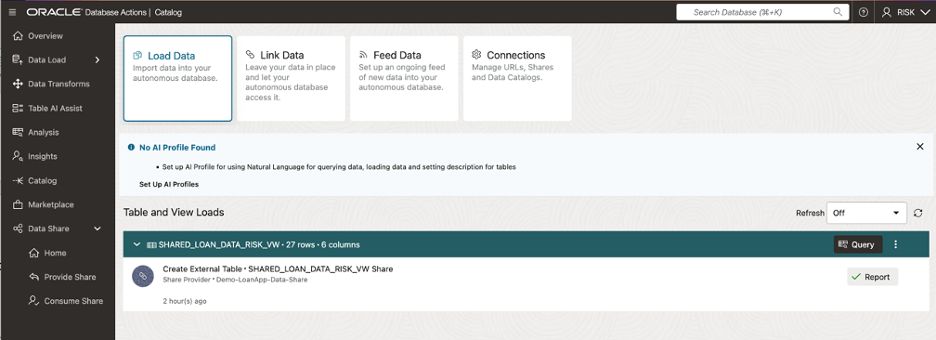 ORACLE Database Actions | Catalog
Search Database (⌘+K)
RISK
Overview
Data Load
Data Transforms
Table AI Assist
Analysis
Insights
Catalog
Marketplace
Data Share
Home
Provide Share
Consume Share
Load Data
Import data into your
autonomous database.
Link Data
Leave your data in place
and let your
autonomous database
access it.
Feed Data
Set up an ongoing feed
of new data into your
autonomous database.
Connections
Manage URLs, Shares
and Data Catalogs.
No AI Profile Found
• Set up AI Profile for using Natural Language for querying data, loading data and setting description for tables
Set Up AI Profiles
Table and View Loads
Refresh Off
SHARED_LOAN_DATA_RISK_VW • 27 rows • 6 columns
Query
Create External Table • SHARED_LOAN_DATA_RISK_VW Share
Share Provider • Demo-LoanApp-Data-Share
2 hour(s) ago
Report